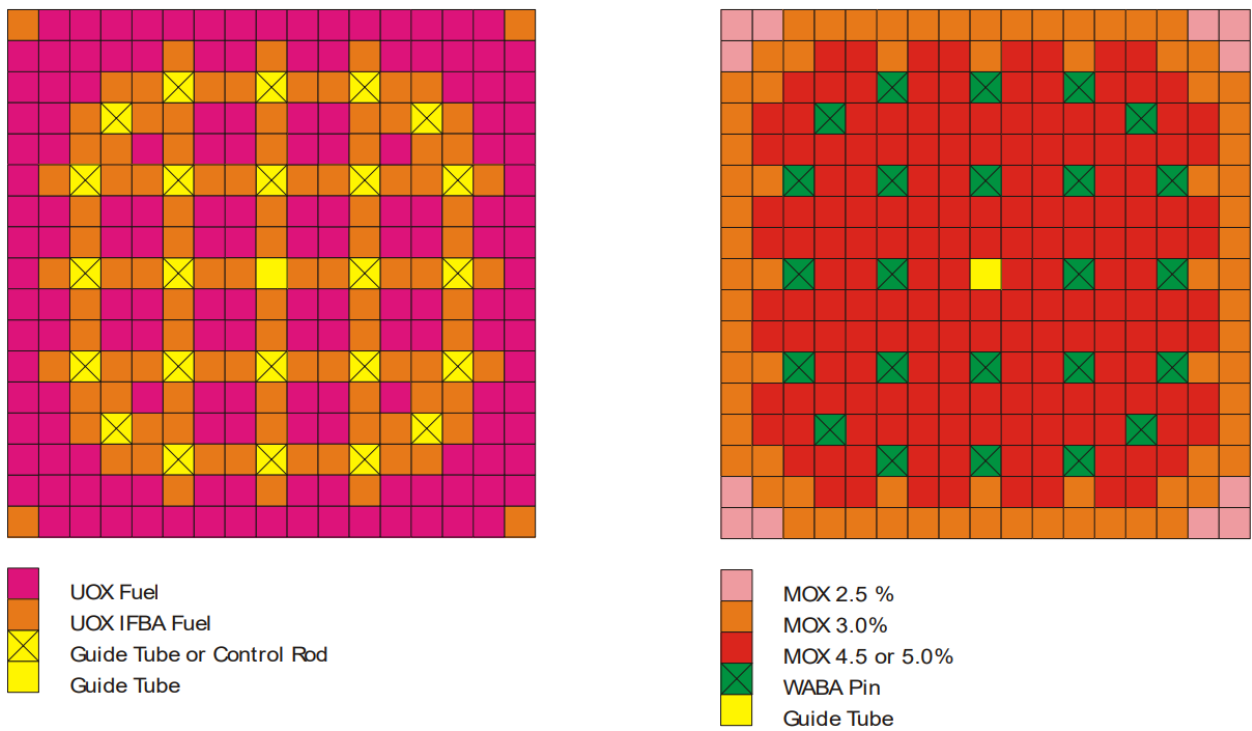 UOX Fuel
UOX IFBA Fuel
Guide Tube or Control Rod
Guide Tube
MOX 2.5 %
MOX 3.0%
MOX 4.5 or 5.0%
WABA Pin
Guide Tube